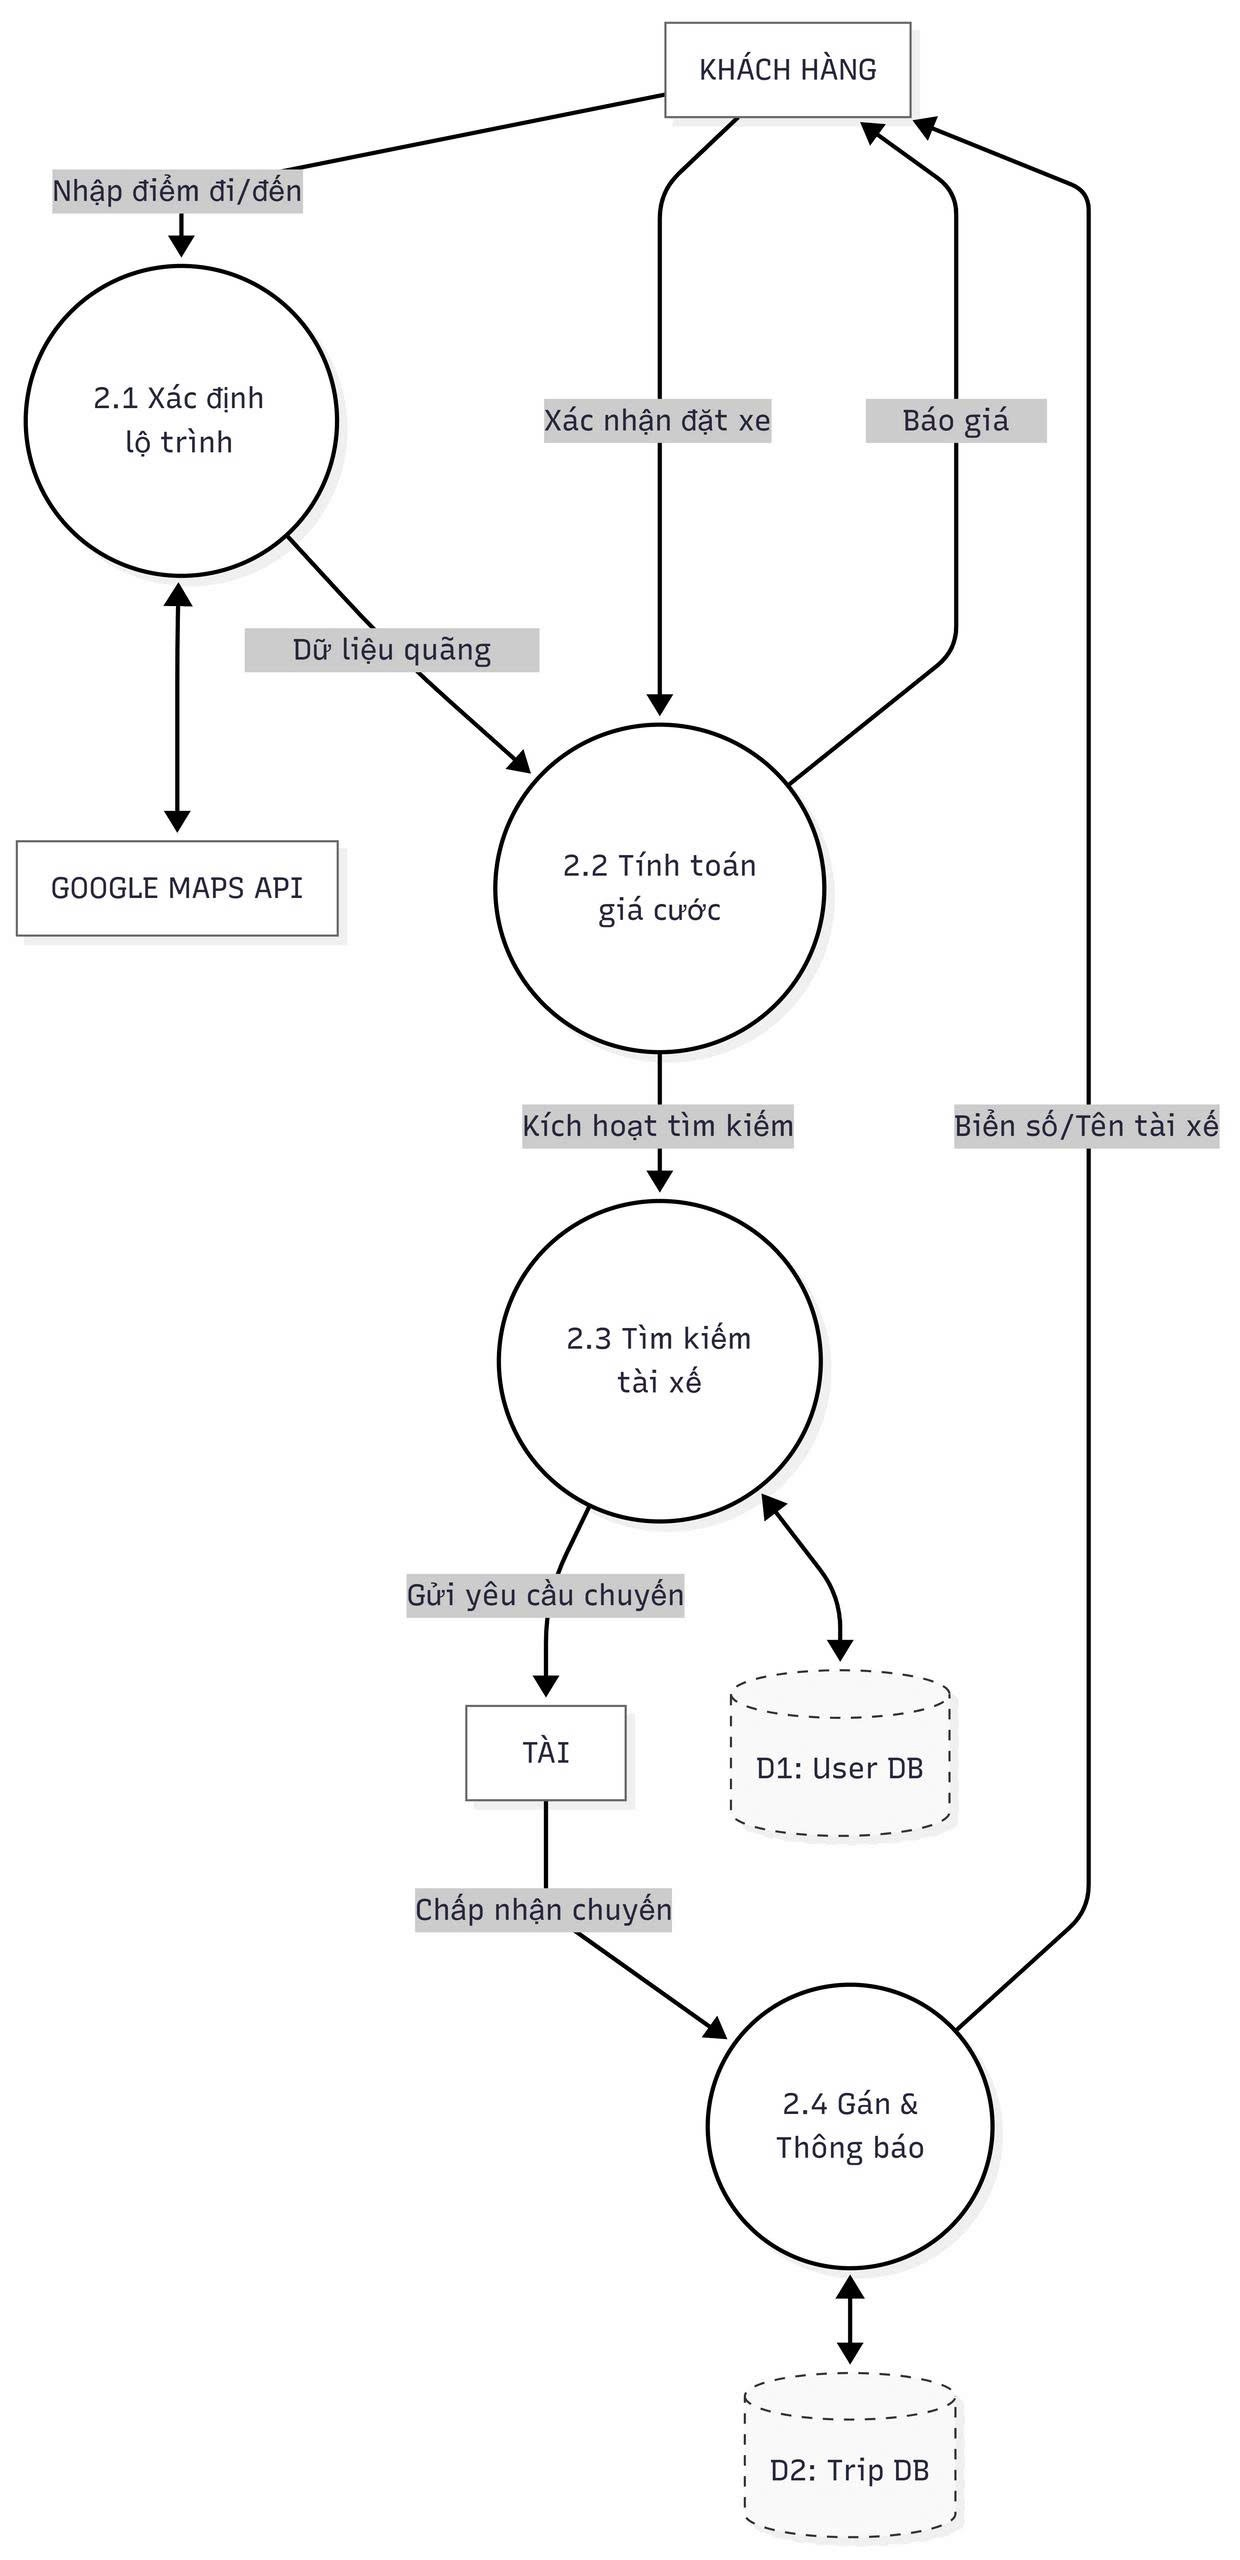 KHÁCH HÀNG
Nhập điểm đi/đến
2.1 Xác định
lộ trình
Xác nhận đặt xe
Báo giá
Dữ liệu quãng
GOOGLE MAPS API
2.2 Tính toán
giá cước
Kích hoạt tìm kiếm
Biển số/Tên tài xế
2.3 Tìm kiếm
tài xế
Gửi yêu cầu chuyến
TÀI
D1: User DB
Chấp nhận chuyến
2.4 Gán &
Thông báo
D2: Trip DB